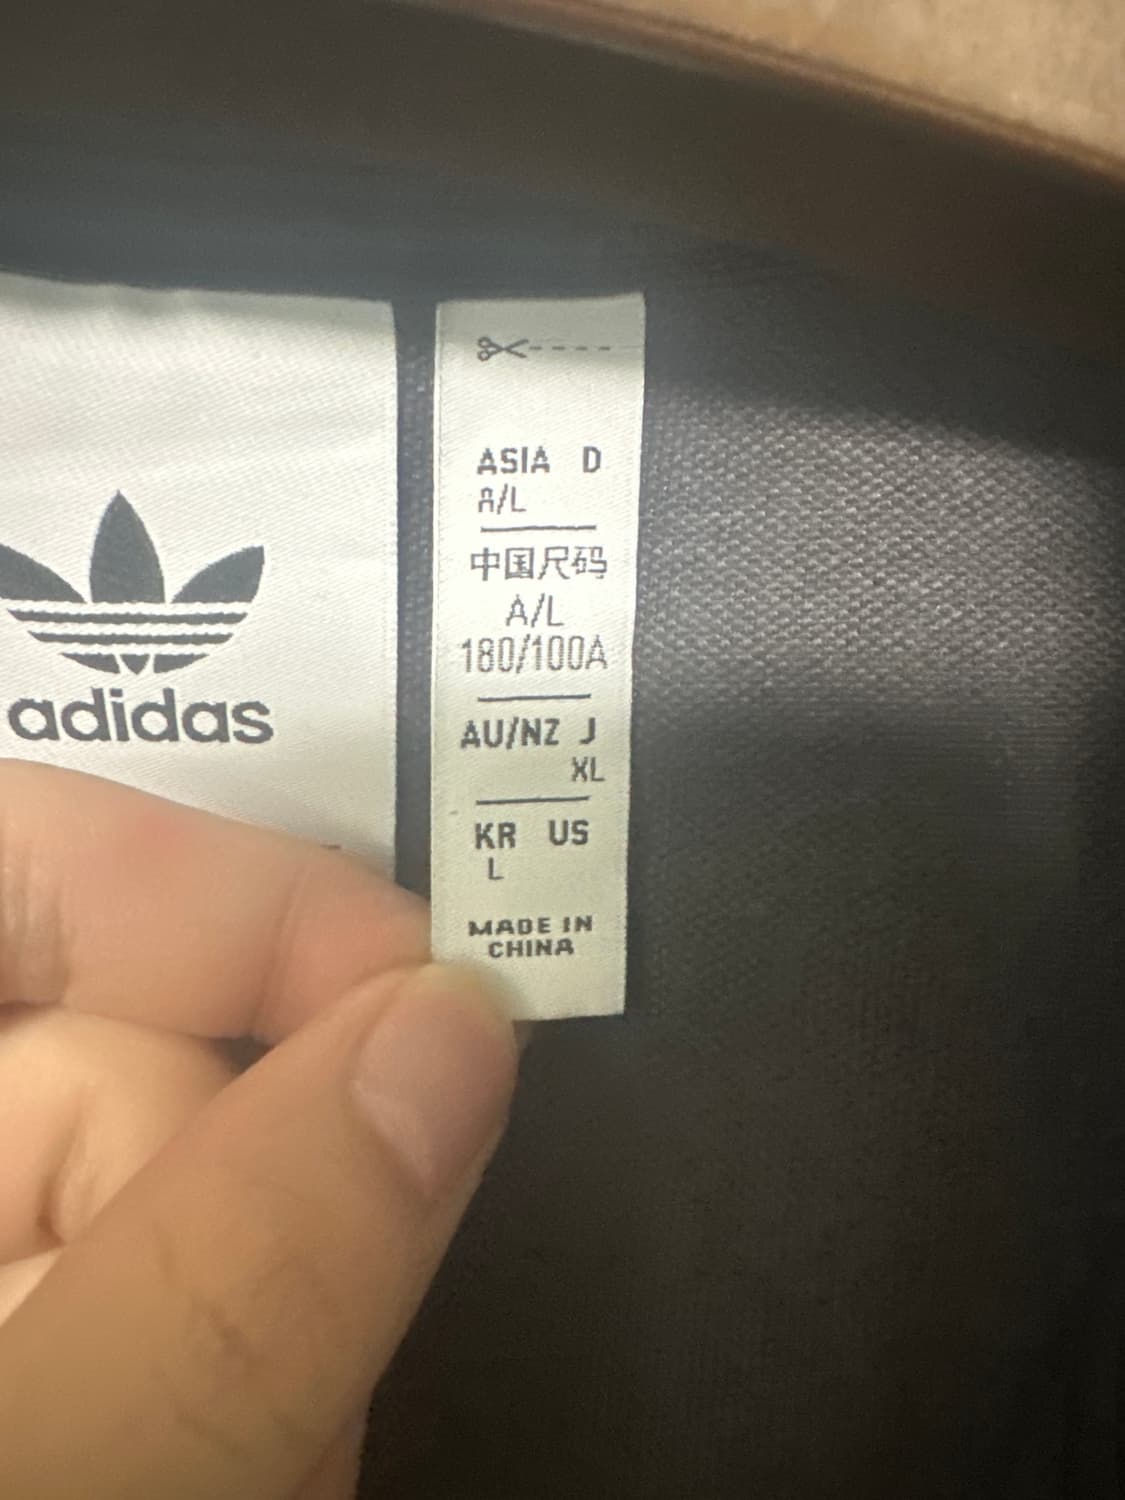 adidas
ASIA D
A/L
中国尺码
A/L
180/100A
AU/NZ J
XL
KR US
L
MADE IN
CHINA